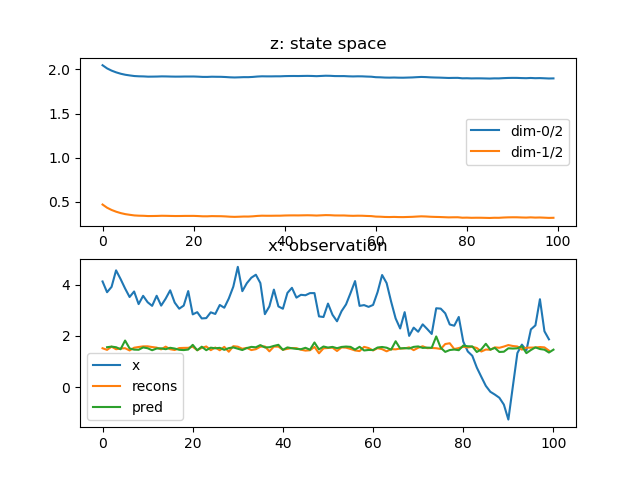 z: state space
2.0
1.5
1.0
0.5
dim-0/2
dim-1/2
0 20 40 60 80 100
x: observation
4
2
0
x
recons
pred
0 20 40 60 80 100